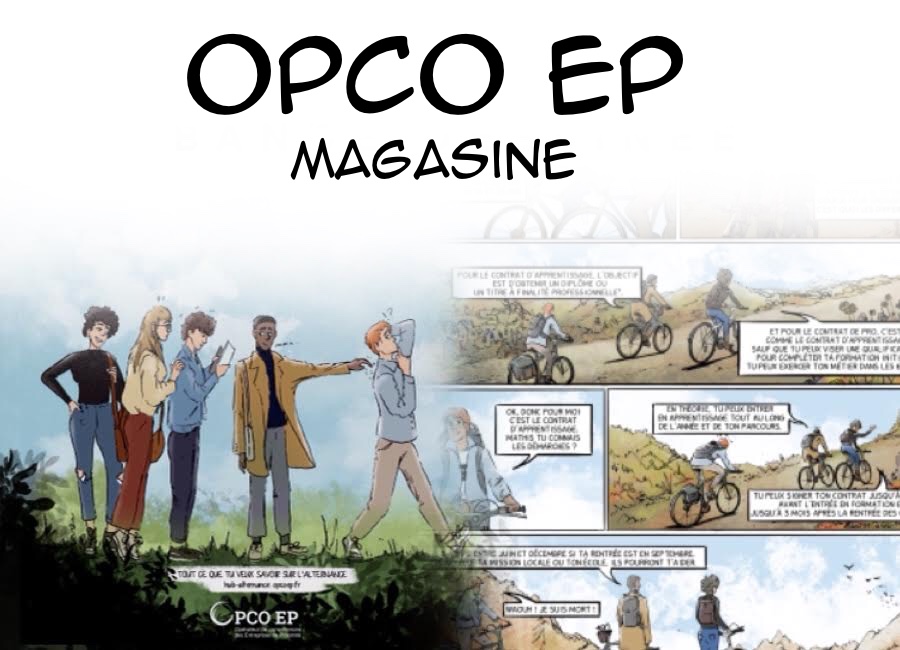 OPCO EP
MAGASINE
POUR LE CONTRAT D'APPRENTISSAGE, L'OBJECTIF
EST D'OBTENIR UN DIPLÔME OU
UN TITRE À FINALITÉ PROFESSIONNELLE*.
ET POUR LE CONTRAT DE PRO, C'EST
COMME LE CONTRAT D'APPRENTISSA
SAUF QUE TU PEUX VISER UNE QUALIFICA
POUR COMPLÉTER TA FORMATION INITI
TU PEUX EXERCER TON MÉTIER DANS LES
OK, DONC POUR MOI
C'EST LE CONTRAT
D'APPRENTISSAGE.
MATHIS TU CONNAIS
LES DÉMARCHES ?
EN THÉORIE, TU PEUX ENTRER
EN APPRENTISSAGE TOUT AU LONG
DE L'ANNÉE ET DE TON PARCOURS.
TU PEUX SIGNER TON CONTRAT JUSQU'À
AVANT L'ENTRÉE EN FORMATION E
JUSQU'À 3 MOIS APRÈS LA RENTRÉE DES
ENTRE JUIN ET DÉCEMBRE SI TA RENTRÉE EST EN SEPTEMBRE.
TA MISSION LOCALE OU TON ÉCOLE, ILS POURRONT T'AIDER.
WAOUH ! JE SUIS MORT !
TOUT CE QUE TU VEUX SAVOIR SUR L'ALTERNANCE
hub-alternance.opcoep.fr
OPCO EP